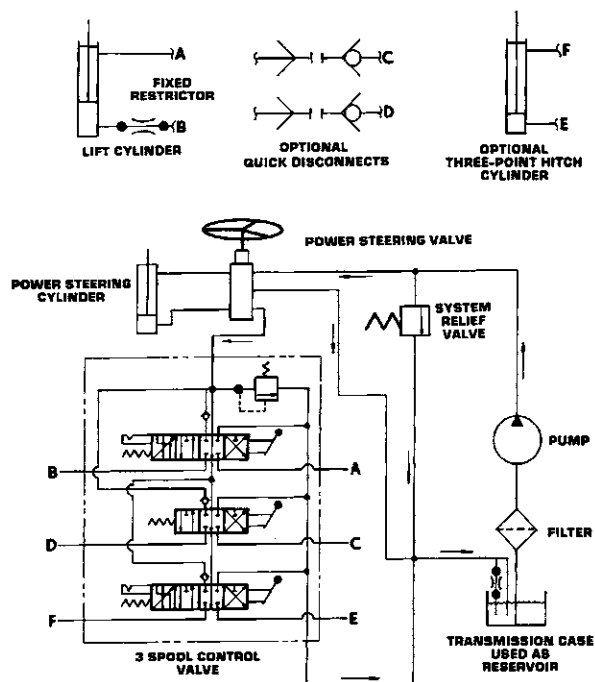 A
FIXED
RESTRICTOR
B
LIFT CYLINDER
C
D
OPTIONAL
QUICK DISCONNECTS
F
E
OPTIONAL
THREE-POINT HITCH
CYLINDER
POWER STEERING VALVE
POWER STEERING
CYLINDER
SYSTEM
RELIEF
VALVE
PUMP
B
A
D
C
FILTER
F
E
3 SPOOL CONTROL
VALVE
TRANSMISSION CASE
USED AS
RESERVOIR